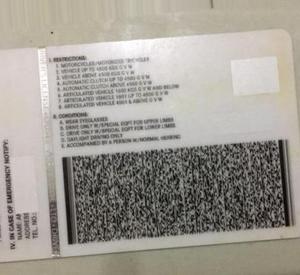 I. RESTRICTIONS:
1 MOTORCYCLES/MOTORIZED TRICYCLES
2 VEHICLE UP TO 4500 KGS G V W
3 VEHICLE ABOVE 4500 KGS G V W
4 AUTOMATIC CLUTCH UP TO 4500 G V W
5 AUTOMATIC CLUTCH ABOVE 4500 G V W
6 ARTICULATED VEHICLE 1600 KGS G V W AND BELOW
7 ARTICULATED VEHICLE 1601 UP TO 4500 G V W
8 ARTICULATED VEHICLE 4501 & ABOVE G V W
II. CONDITIONS:
A. WEAR EYEGLASSES
B. DRIVE ONLY W/SPECIAL EQPT FOR UPPER LIMBS
C. DRIVE ONLY W/SPECIAL EQPT FOR LOWER LIMBS
D. DAYLIGHT DRIVING ONLY
E. ACCOMPANIED BY A PERSON W/NORMAL HEARING
IV. IN CASE OF EMERGENCY NOTIFY:
NAME
ADDRESS
TEL. NO.: